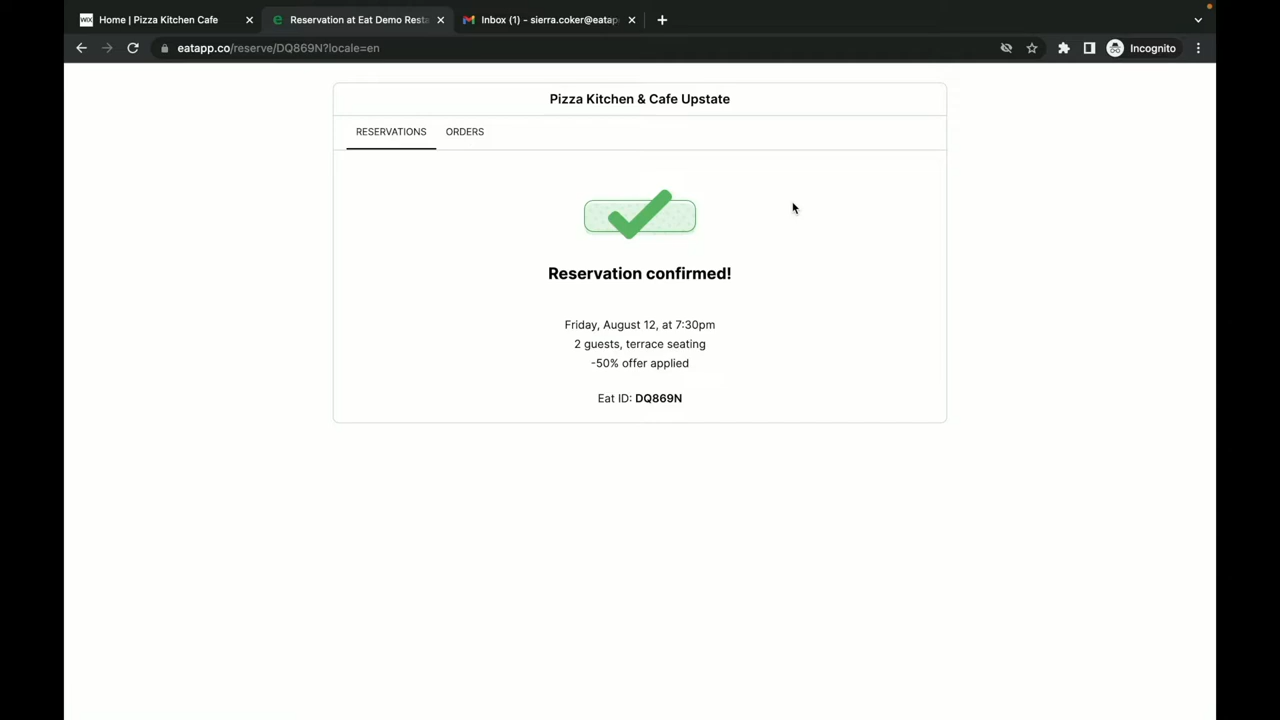 WIX Home | Pizza Kitchen Cafe
e Reservation at Eat Demo Resta
Inbox (1) - sierra.coker@eatap
eatapp.co/reserve/DQ869N?locale=en
Incognito
Pizza Kitchen & Cafe Upstate
RESERVATIONS
ORDERS
Reservation confirmed!
Friday, August 12, at 7:30pm
2 guests, terrace seating
-50% offer applied
Eat ID: DQ869N